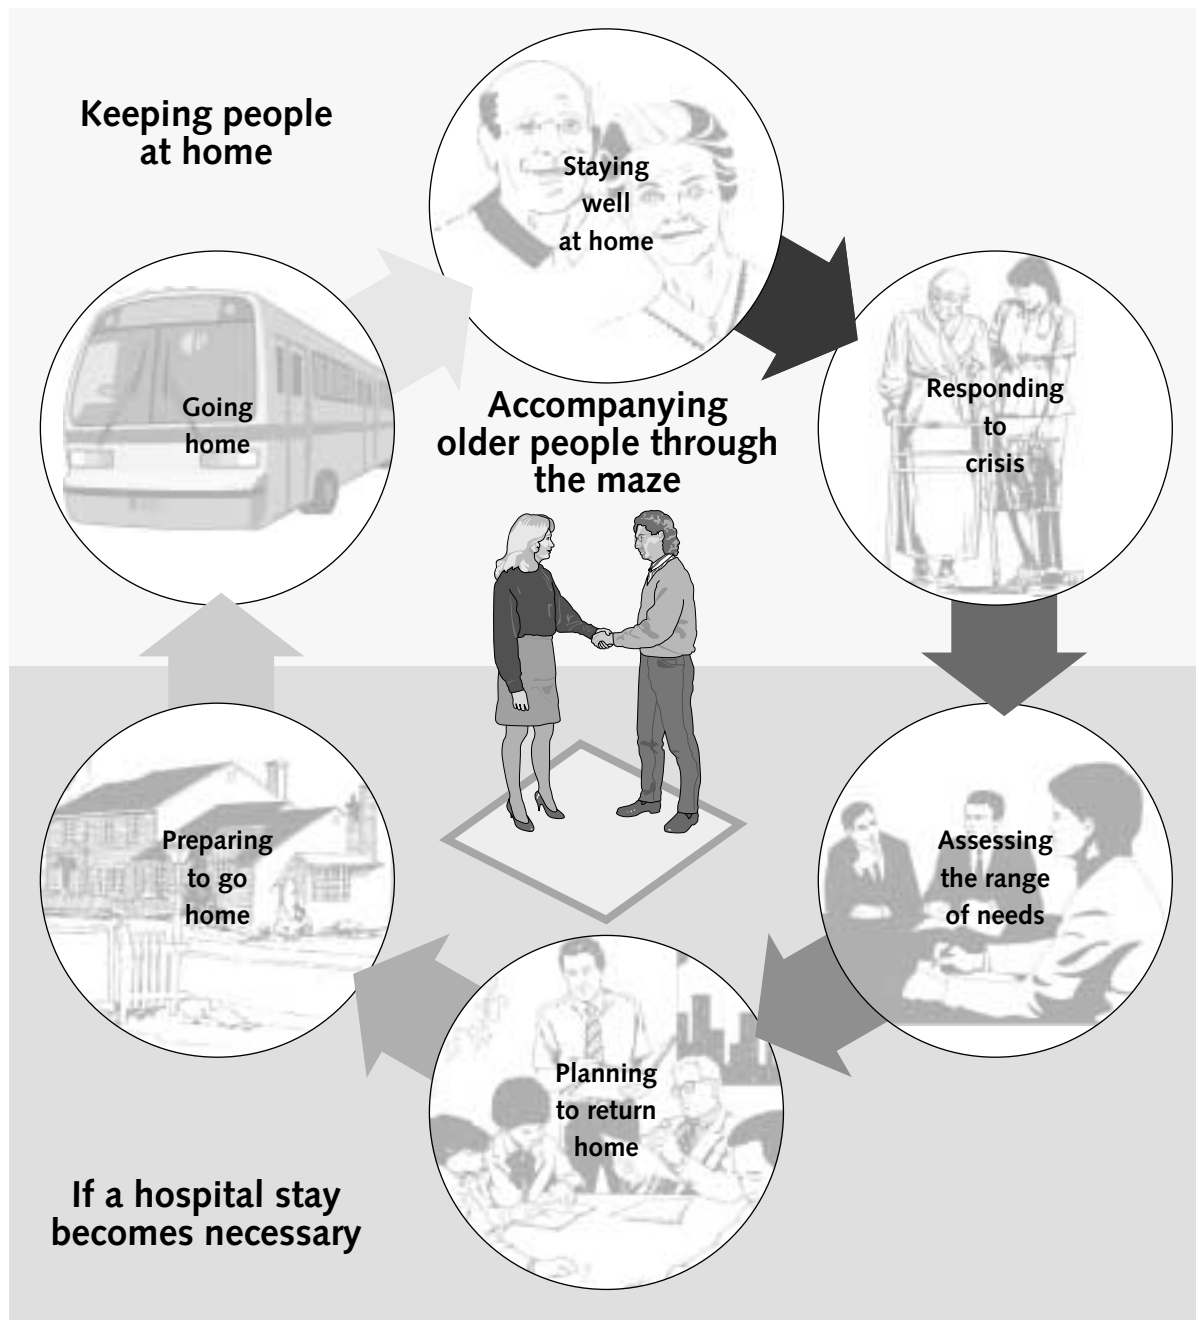 Keeping people
at home
Staying
well
at home
Responding
to
crisis
Assessing
the range
of needs
Planning
to return
home
Preparing
to go
home
Going
home
Accompanying
older people through
the maze
If a hospital stay
becomes necessary